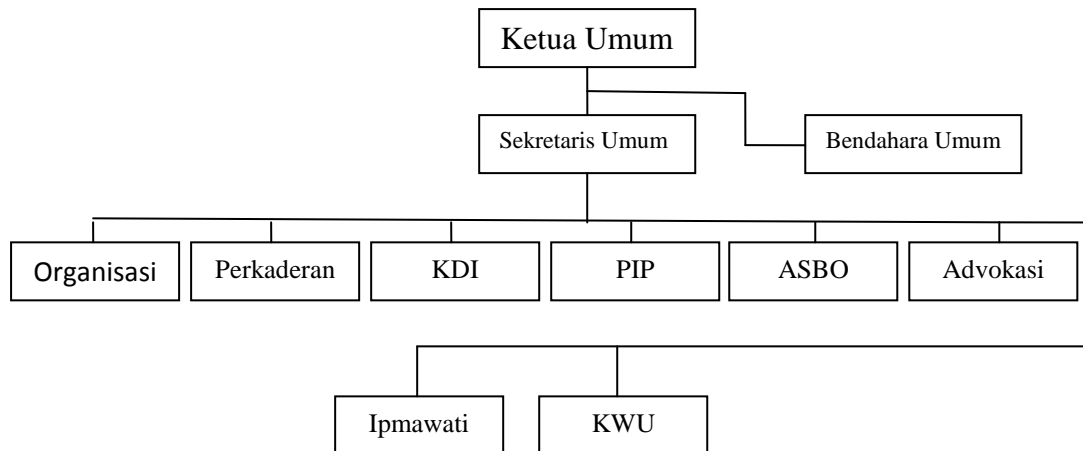 Ketua Umum
Sekretaris Umum
Bendahara Umum
Organisasi
Perkaderan
KDI
PIP
ASBO
Advokasi
Ipmawati
KWU